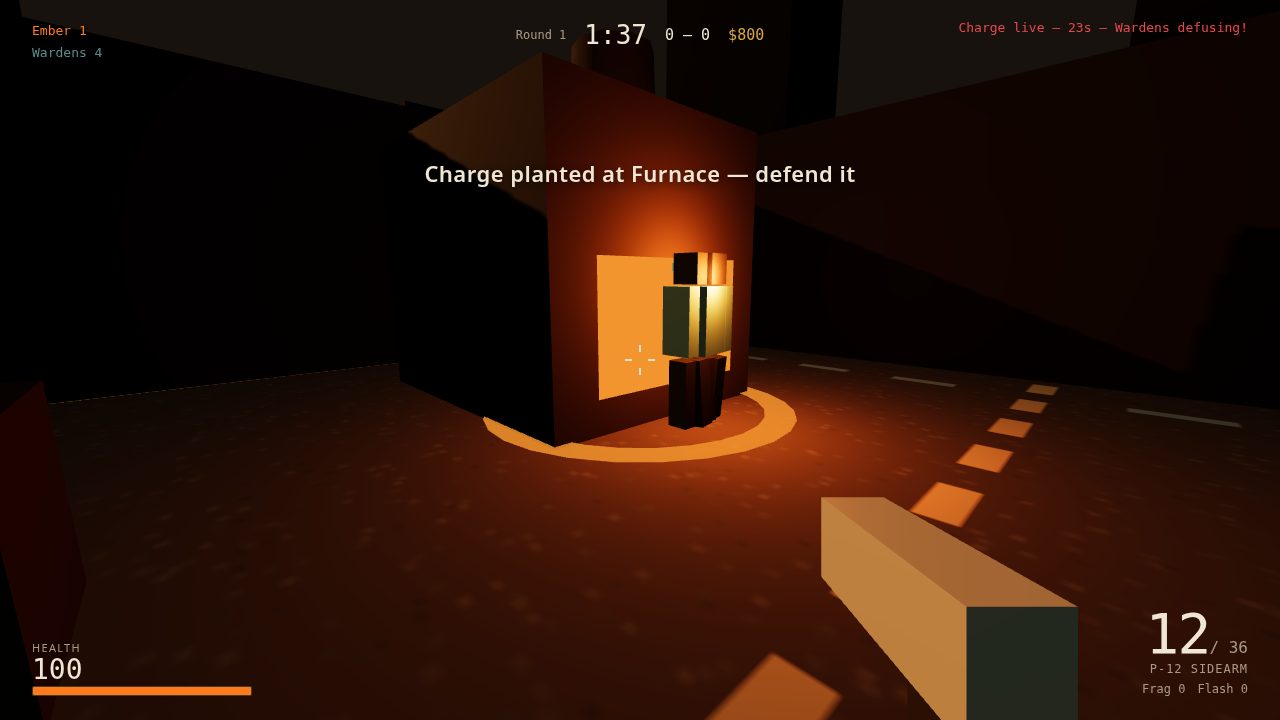 Ember 1
Wardens 4
Round 1 1:37 0 — 0 $800
Charge live — 23s — Wardens defusing!
Charge planted at Furnace — defend it
HEALTH
100
12 / 36
P-12 SIDEARM
Frag 0 Flash 0